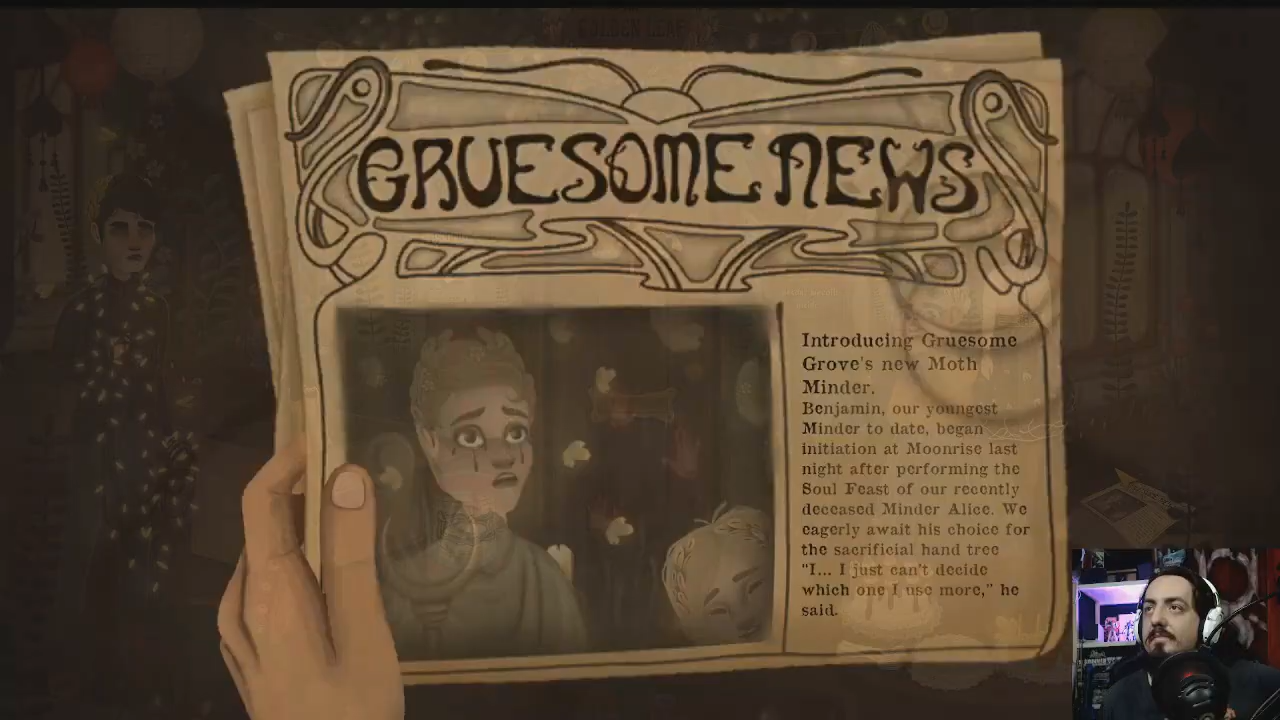 GOLDEN LEAF
GRUESOME NEWS
Introducing Gruesome
Grove's new Moth
Minder.
Benjamin, our youngest
Minder to date, began
initiation at Moonrise last
night after performing the
Soul Feast of our recently
deceased Minder Alice. We
eagerly await his choice for
the sacrificial hand tree
"I... I just can't decide
which one I use more," he
said.